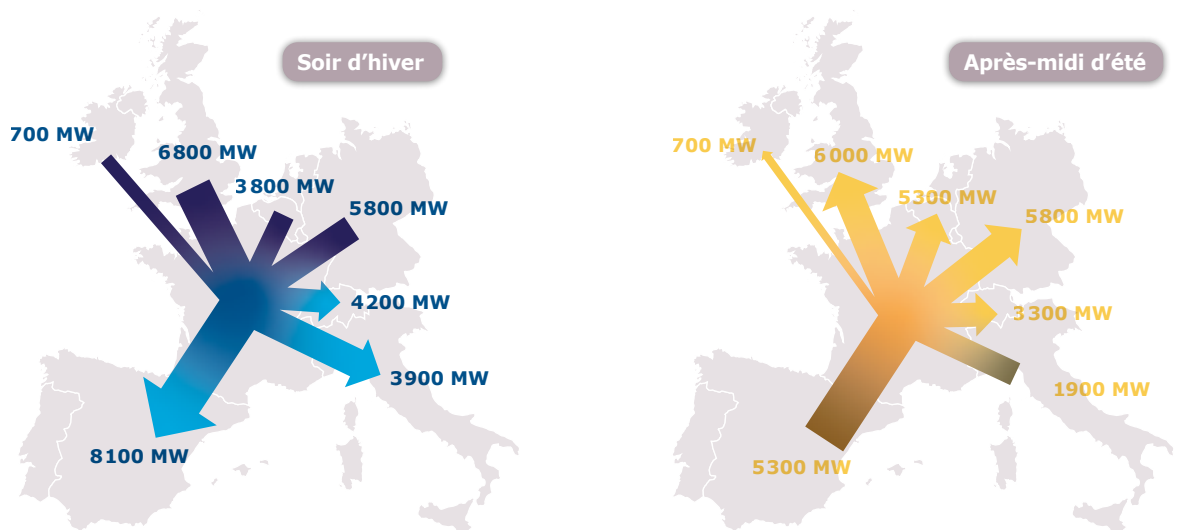 Soir d’hiver
700 MW
6800 MW
3800 MW
5800 MW
4200 MW
3900 MW
8100 MW
Après-midi d’été
700 MW
6000 MW
5300 MW
5800 MW
3300 MW
1900 MW
5300 MW